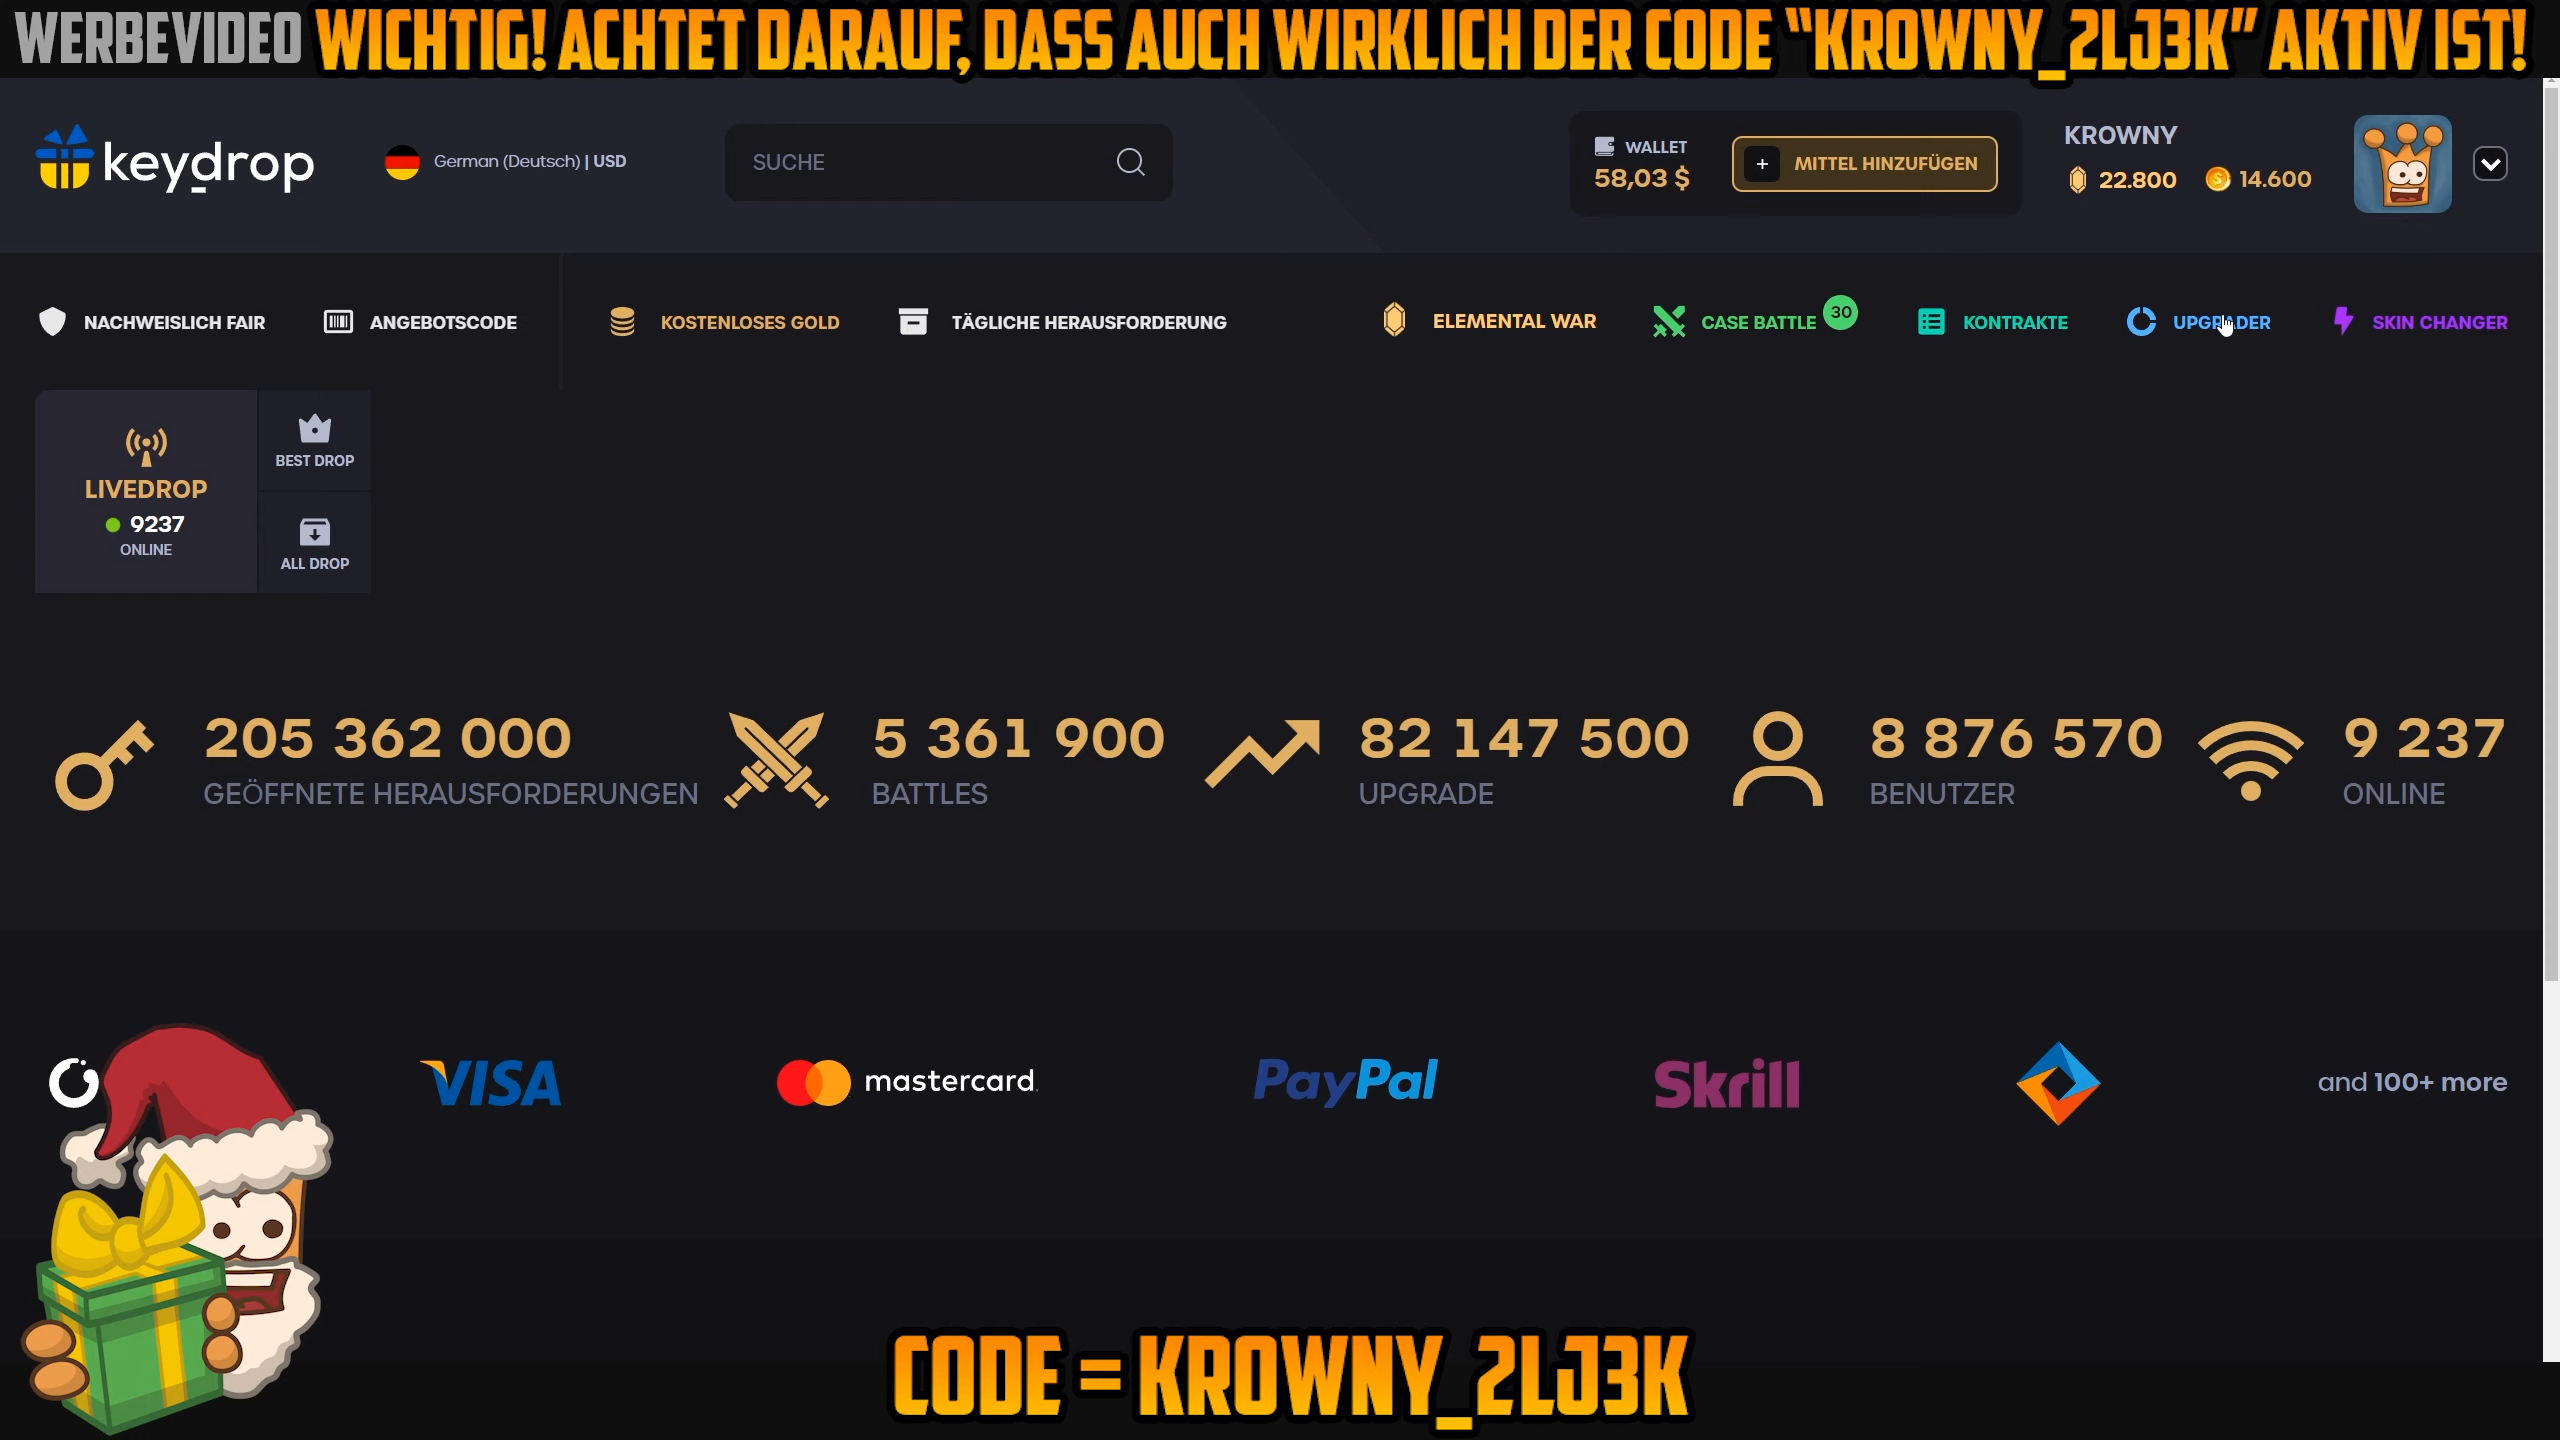 WERBEVIDEO WICHTIG! ACHTET DARAUF, DASS AUCH WIRKLICH DER CODE "KROWNY_2LJ3K" AKTIV IST!
keydrop
German (Deutsch) | USD
SUCHE
WALLET
58,03 $
+ MITTEL HINZUFÜGEN
KROWNY
22.800 14.600
NACHWEISLICH FAIR
ANGEBOTSCODE
KOSTENLOSES GOLD
TÄGLICHE HERAUSFORDERUNG
ELEMENTAL WAR
CASE BATTLE 30
KONTRAKTE
UPGRADER
SKIN CHANGER
LIVEDROP
9237
ONLINE
BEST DROP
ALL DROP
205 362 000
GEÖFFNETE HERAUSFORDERUNGEN
5 361 900
BATTLES
82 147 500
UPGRADE
8 876 570
BENUTZER
9 237
ONLINE
VISA
mastercard.
PayPal
Skrill
and 100+ more
CODE = KROWNY_2LJ3K